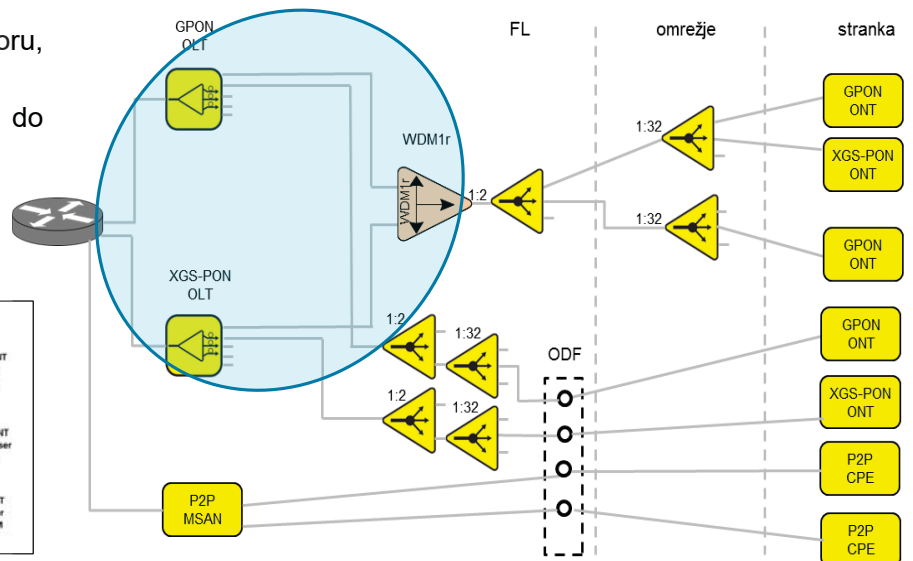 oru,
do
GPON
OLT
FL
omrežje
stranka
WDM1r
WDM1r
1:2
1:32
1:32
GPON
ONT
XGS-PON
ONT
GPON
ONT
XGS-PON
OLT
1:2
1:32
1:2
1:32
ODF
GPON
ONT
XGS-PON
ONT
P2P
CPE
P2P
CPE
P2P
MSAN